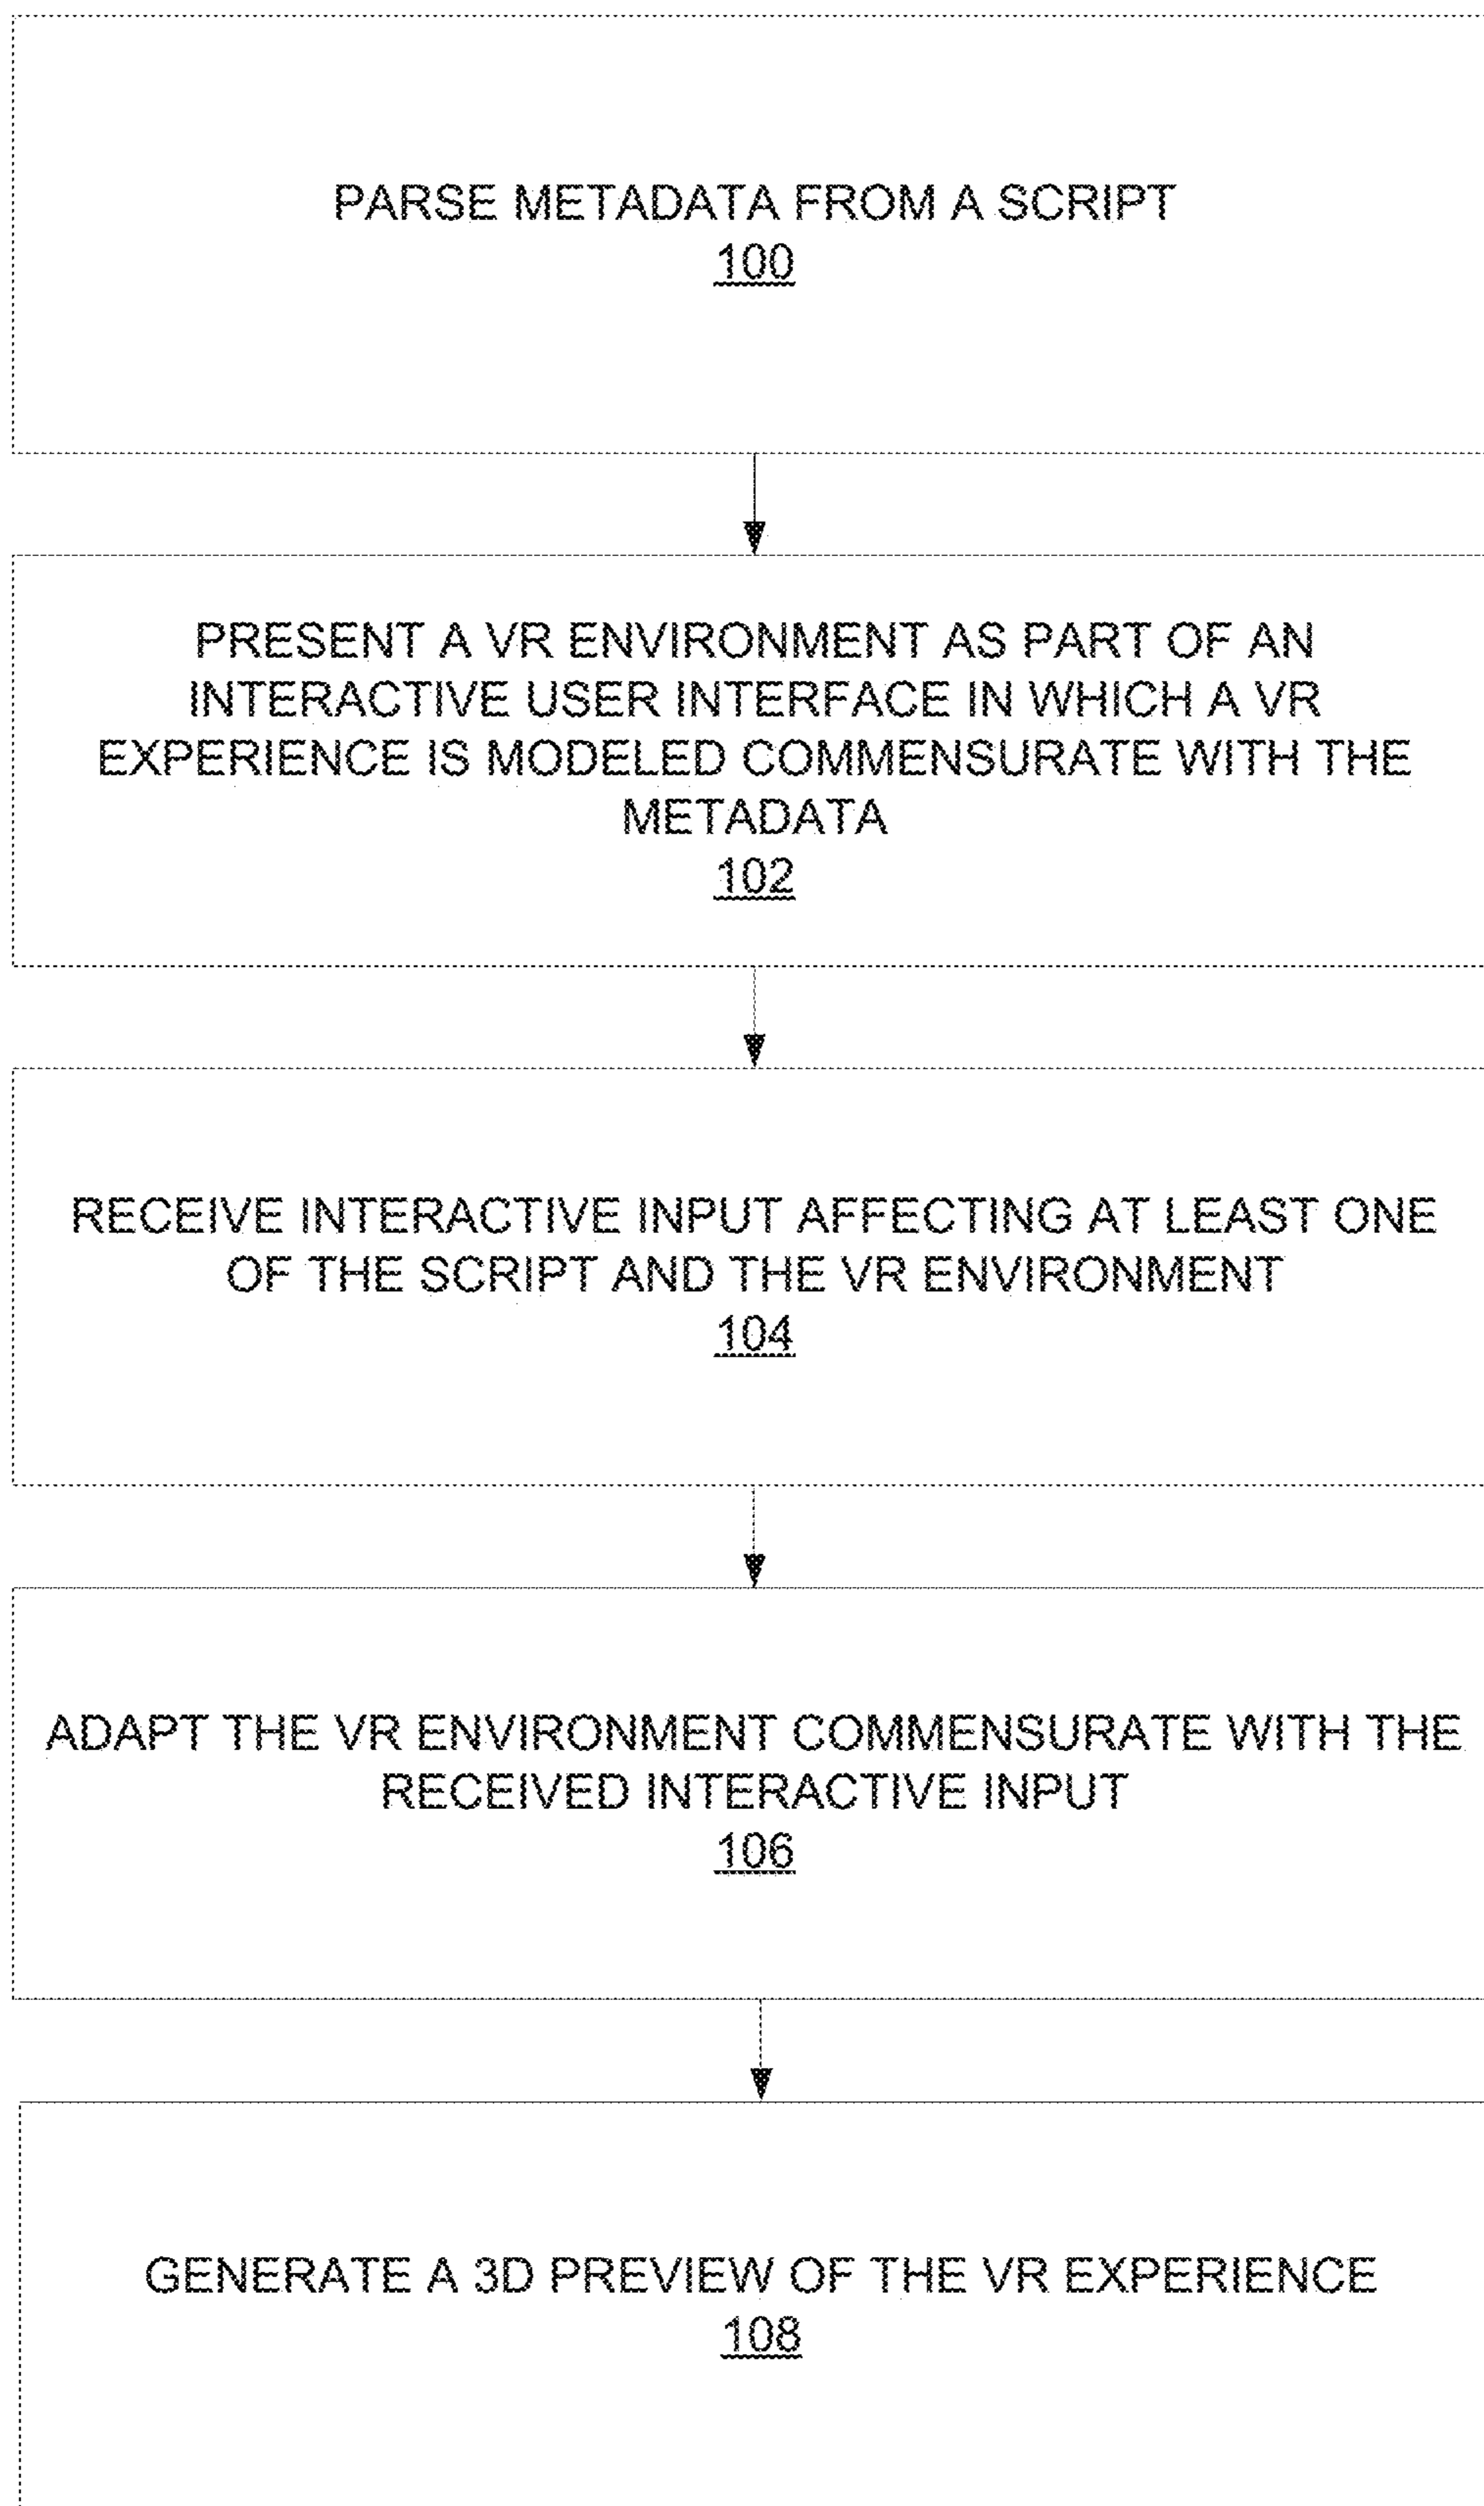 PARSE METADATA FROM A SCRIPT
100
PRESENT A VR ENVIRONMENT AS PART OF AN
INTERACTIVE USER INTERFACE IN WHICH A VR
EXPERIENCE IS MODELED COMMENSURATE WITH THE
METADATA
102
RECEIVE INTERACTIVE INPUT AFFECTING AT LEAST ONE
OF THE SCRIPT AND THE VR ENVIRONMENT
104
ADAPT THE VR ENVIRONMENT COMMENSURATE WITH THE
RECEIVED INTERACTIVE INPUT
106
GENERATE A 3D PREVIEW OF THE VR EXPERIENCE
108